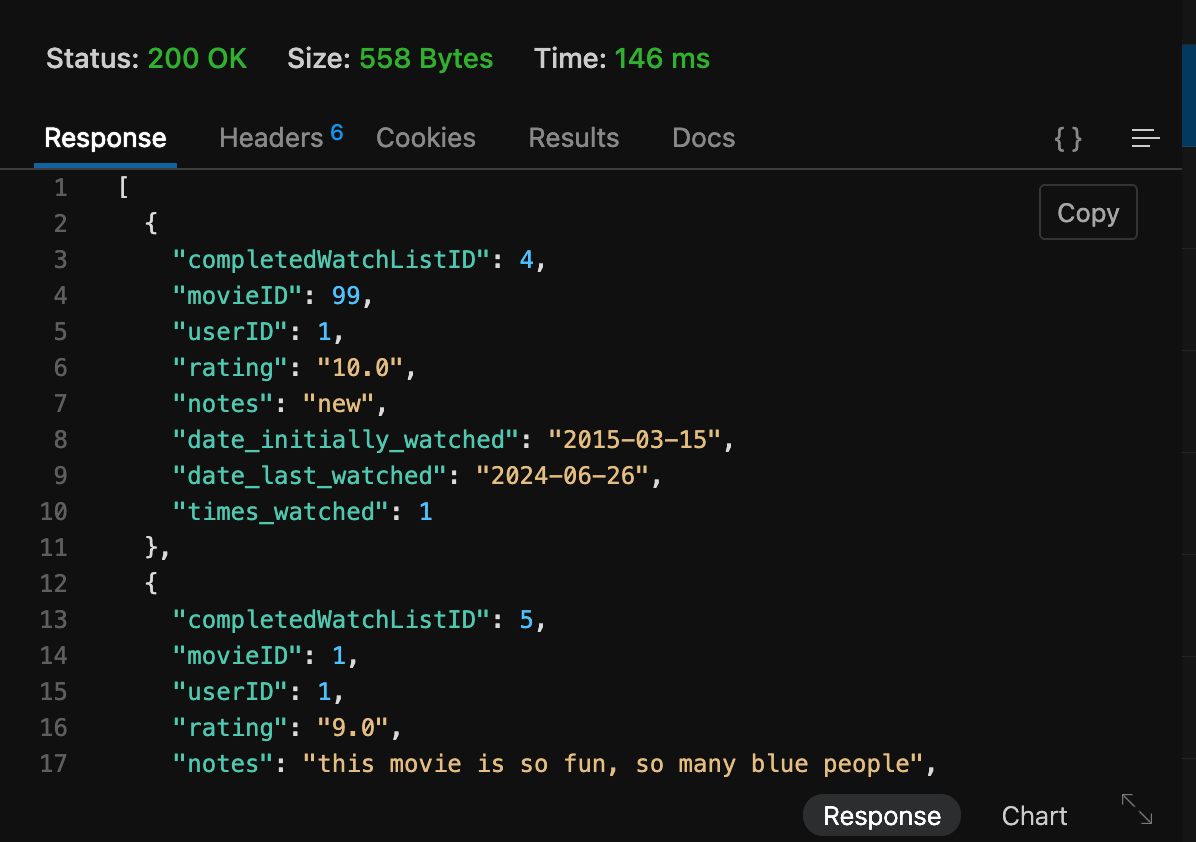 Status: 200 OK Size: 558 Bytes Time: 146 ms
Response Headers 6 Cookies Results Docs { }
Copy
1 [
2 {
3 "completedWatchListID": 4,
4 "movieID": 99,
5 "userID": 1,
6 "rating": "10.0",
7 "notes": "new",
8 "date_initially_watched": "2015-03-15",
9 "date_last_watched": "2024-06-26",
10 "times_watched": 1
11 },
12 {
13 "completedWatchListID": 5,
14 "movieID": 1,
15 "userID": 1,
16 "rating": "9.0",
17 "notes": "this movie is so fun, so many blue people",
Response Chart